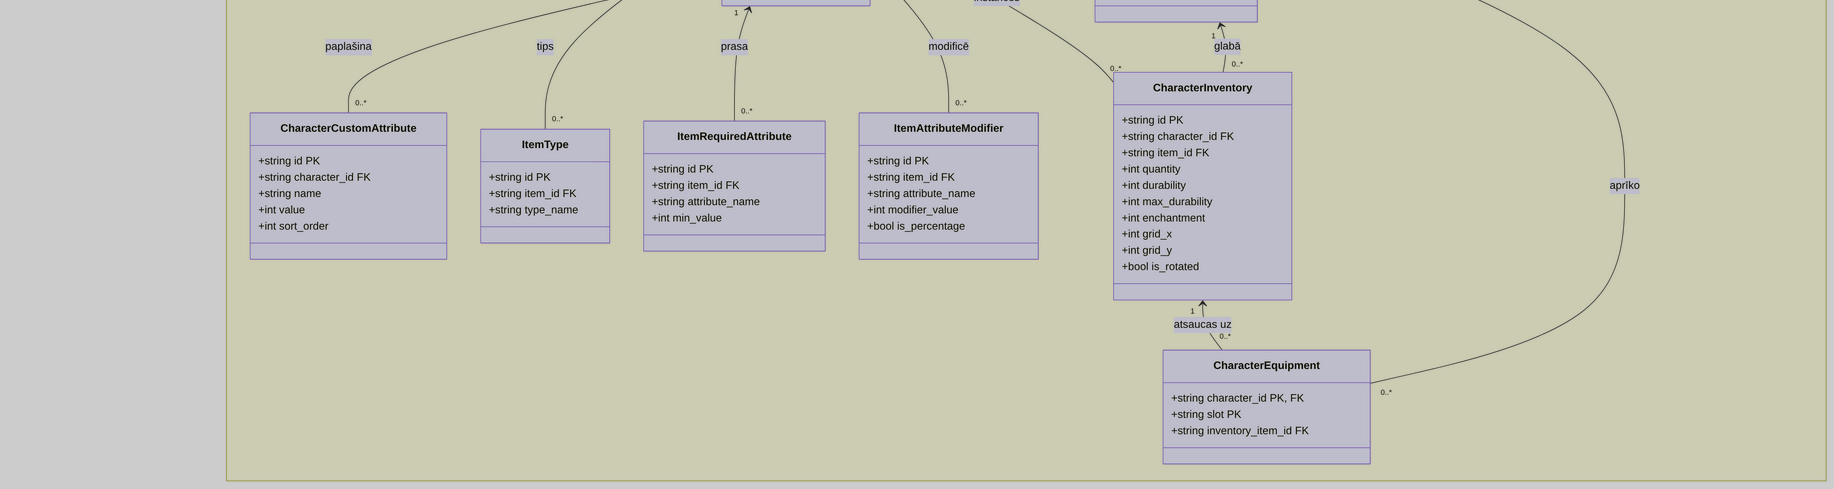 1
paplašina
tips
prasa
modificē
1
glabā
0..*
0..*
0..*
0..*
0..*
0..*
aprīko
CharacterCustomAttribute
+string id PK
+string character_id FK
+string name
+int value
+int sort_order
ItemType
+string id PK
+string item_id FK
+string type_name
ItemRequiredAttribute
+string id PK
+string item_id FK
+string attribute_name
+int min_value
ItemAttributeModifier
+string id PK
+string item_id FK
+string attribute_name
+int modifier_value
+bool is_percentage
CharacterInventory
+string id PK
+string character_id FK
+string item_id FK
+int quantity
+int durability
+int max_durability
+int enchantment
+int grid_x
+int grid_y
+bool is_rotated
1
atsaucas uz
0..*
CharacterEquipment
+string character_id PK, FK
+string slot PK
+string inventory_item_id FK
0..*